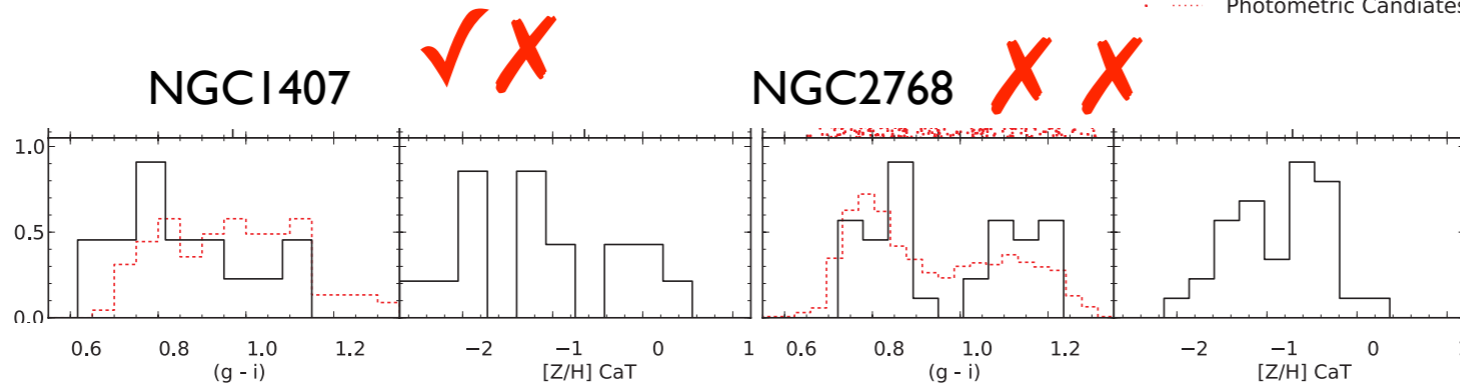 Photometric Candiates
NGC1407
NGC2768
1.0
0.5
0.0
0.6 0.8 1.0 1.2
(g - i)
−2 −1 0 1
[Z/H] CaT
0.6 0.8 1.0 1.2
(g - i)
−2 −1 0 1
[Z/H] CaT